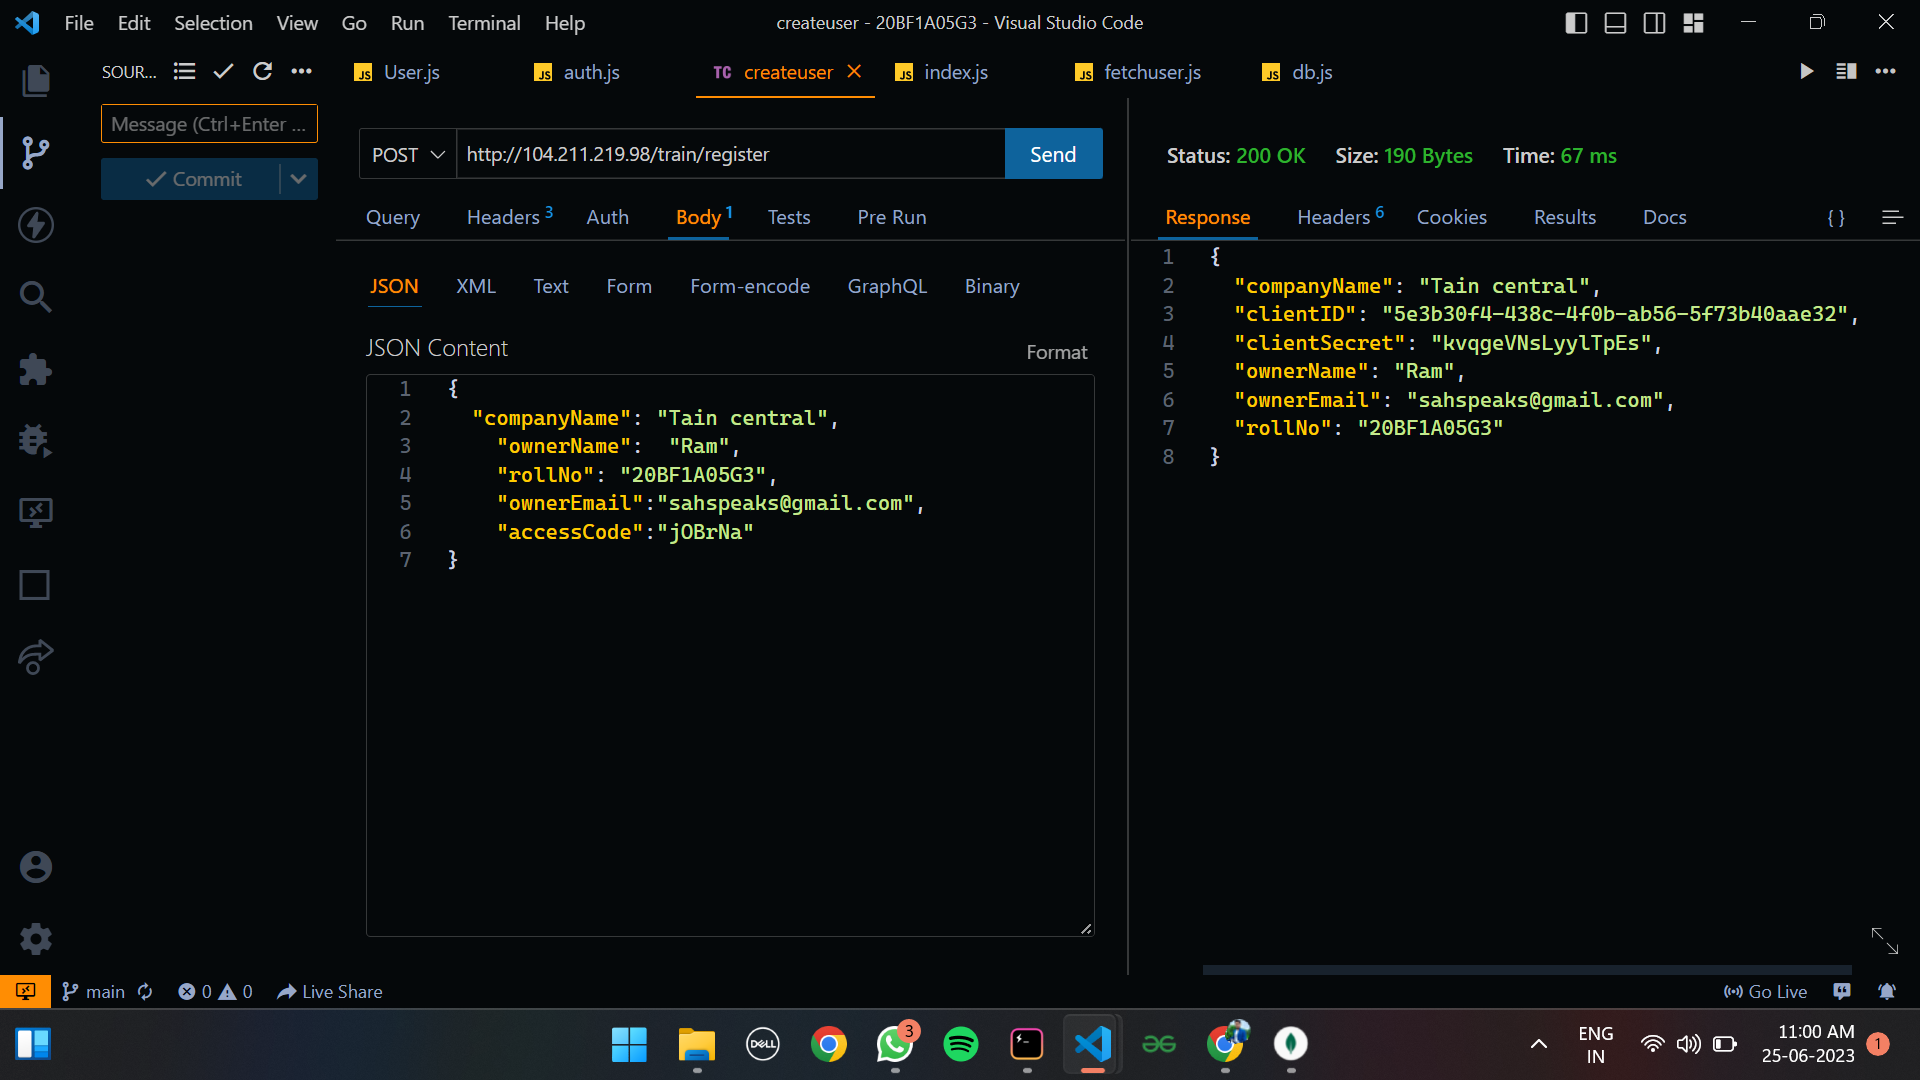 File Edit Selection View Go Run Terminal Help
createuser - 20BF1A05G3 - Visual Studio Code
SOUR...
User.js
auth.js
TC createuser
index.js
fetchuser.js
db.js
Message (Ctrl+Enter ...
Commit
POST
http://104.211.219.98/train/register
Send
Query Headers 3 Auth Body 1 Tests Pre Run
JSON XML Text Form Form-encode GraphQL Binary
JSON Content
Format
1 {
2 "companyName": "Tain central",
3 "ownerName":  "Ram",
4 "rollNo": "20BF1A05G3",
5 "ownerEmail":"sahspeaks@gmail.com",
6 "accessCode":"jOBrNa"
7 }
Status: 200 OK Size: 190 Bytes Time: 67 ms
Response Headers 6 Cookies Results Docs { }
1 {
2 "companyName": "Tain central",
3 "clientID": "5e3b30f4-438c-4f0b-ab56-5f73b40aae32",
4 "clientSecret": "kvqgeVNsLyylTpEs",
5 "ownerName": "Ram",
6 "ownerEmail": "sahspeaks@gmail.com",
7 "rollNo": "20BF1A05G3"
8 }
main 0 0 Live Share
Go Live
DELL
3
ENG
IN
11:00 AM
25-06-2023
1